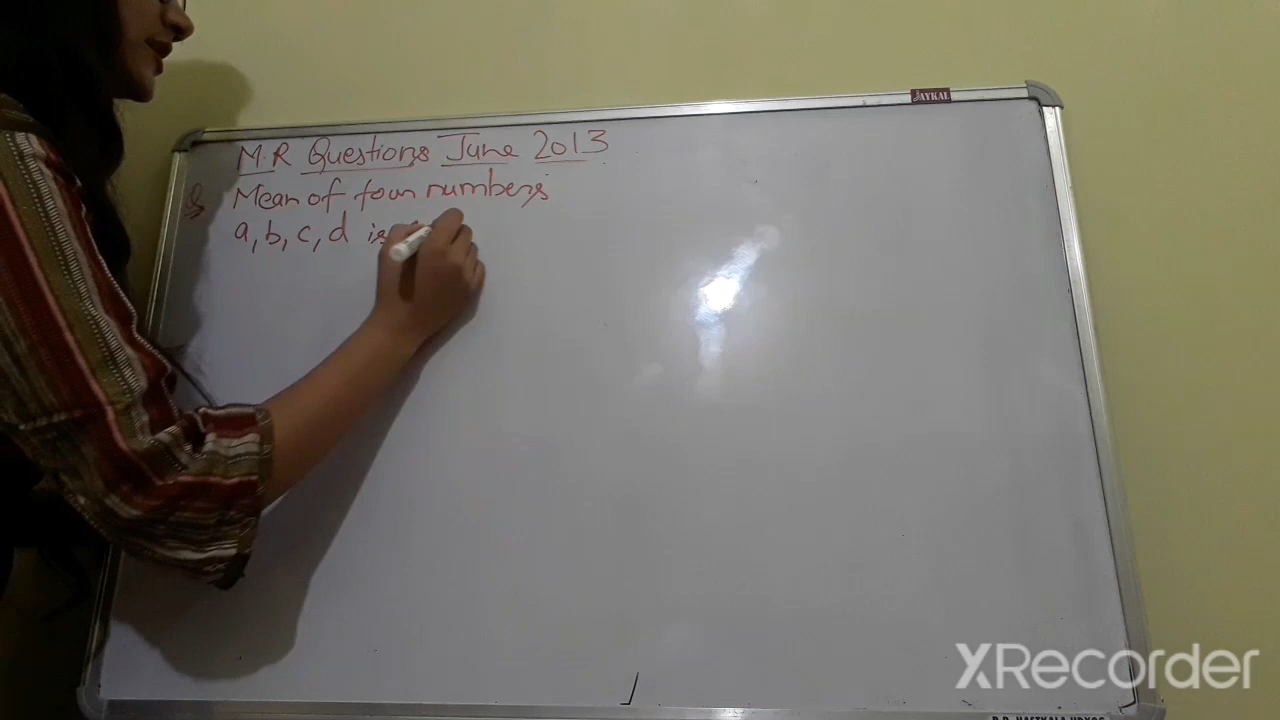 JAYKAL
M.R Questions June 2013
Q Mean of four numbers
a, b, c, d is
XRecorder